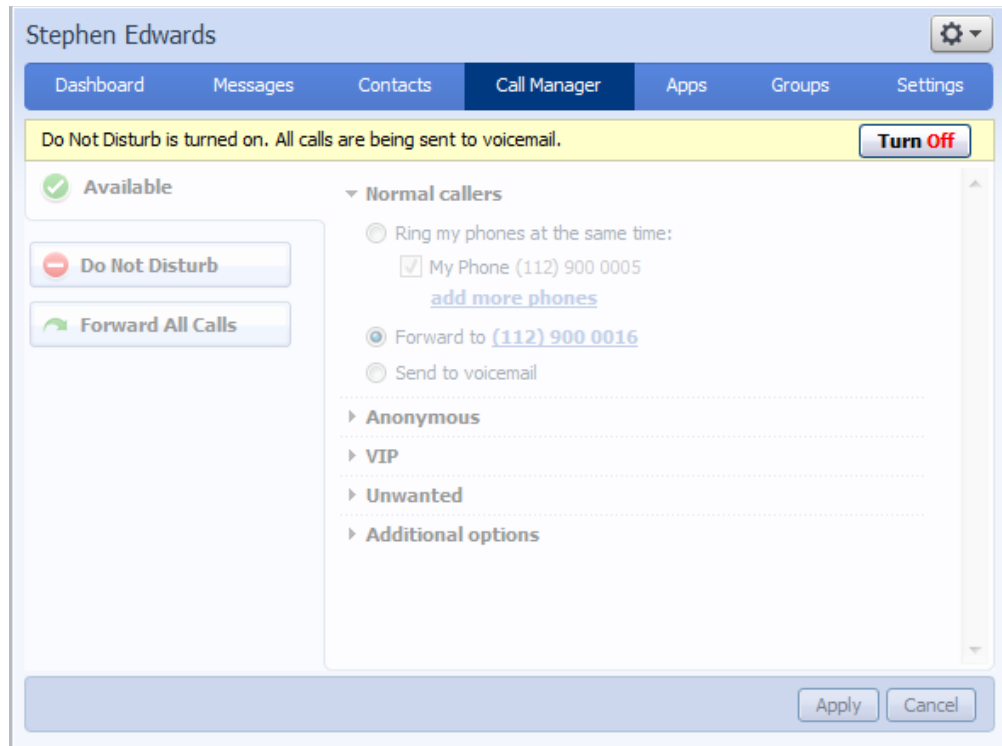 Stephen Edwards
Dashboard Messages Contacts Call Manager Apps Groups Settings
Do Not Disturb is turned on. All calls are being sent to voicemail. Turn Off
Available
Do Not Disturb
Forward All Calls
Normal callers
Ring my phones at the same time:
My Phone (112) 900 0005
add more phones
Forward to (112) 900 0016
Send to voicemail
Anonymous
VIP
Unwanted
Additional options
Apply Cancel